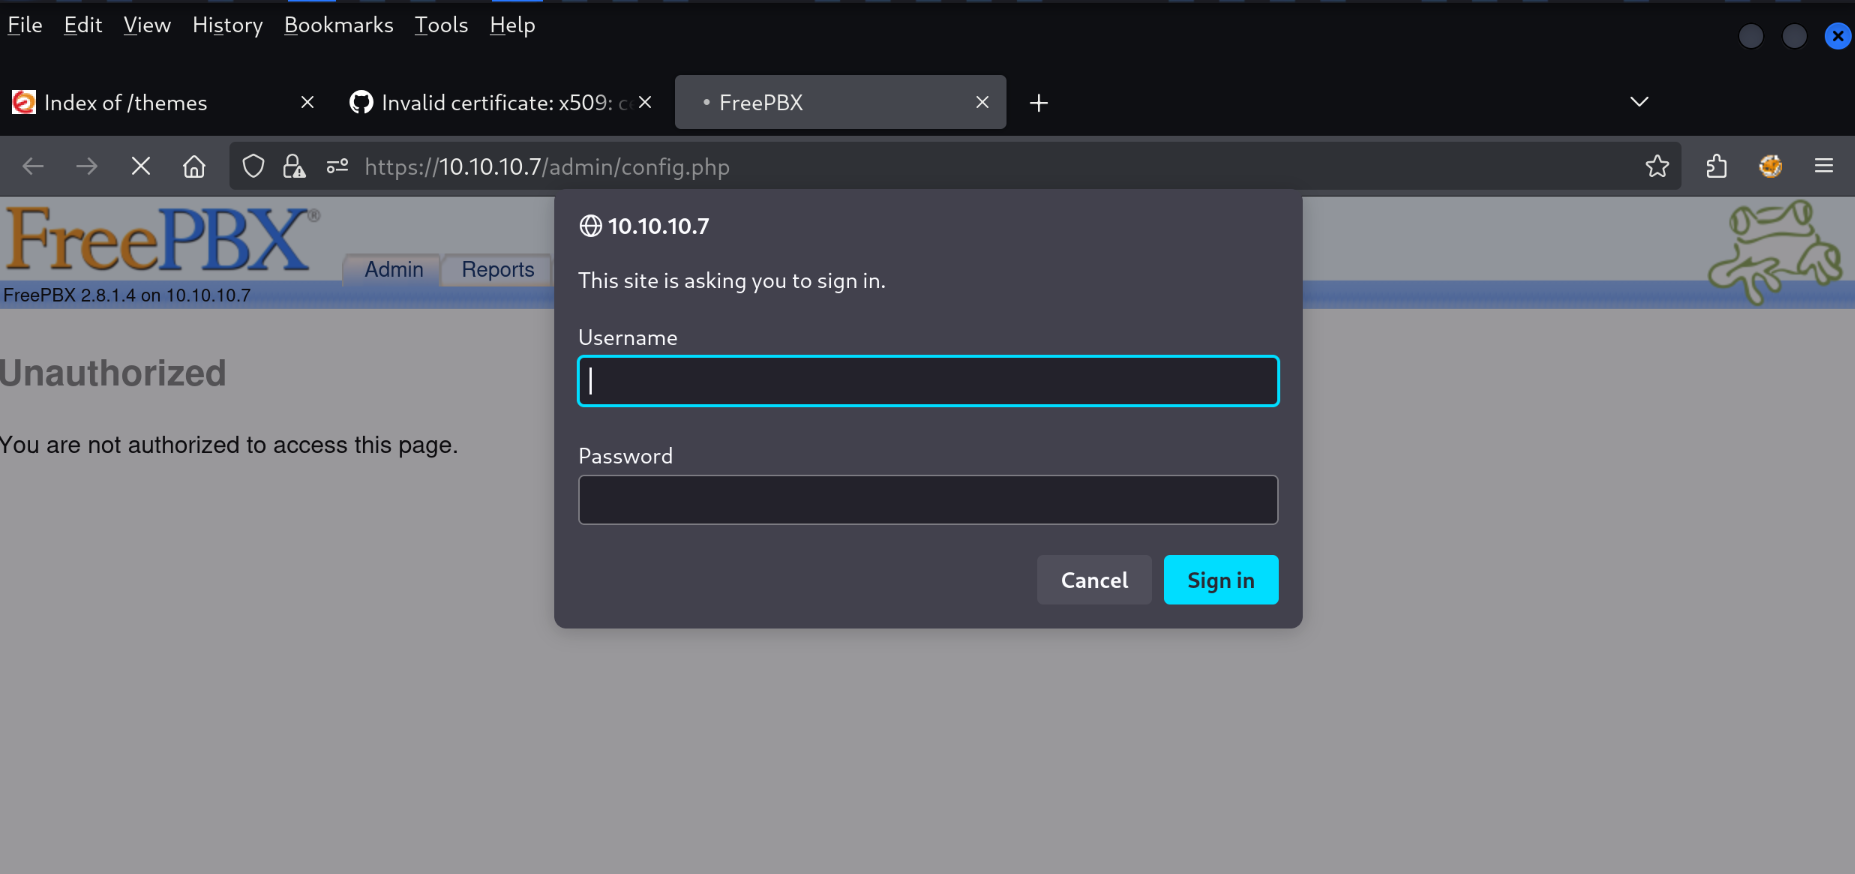 File Edit View History Bookmarks Tools Help
Index of /themes
Invalid certificate: x509: ce
FreePBX
https://10.10.10.7/admin/config.php
FreePBX®
Admin
Reports
FreePBX 2.8.1.4 on 10.10.10.7
10.10.10.7
This site is asking you to sign in.
Username
Password
Cancel
Sign in
Unauthorized
You are not authorized to access this page.